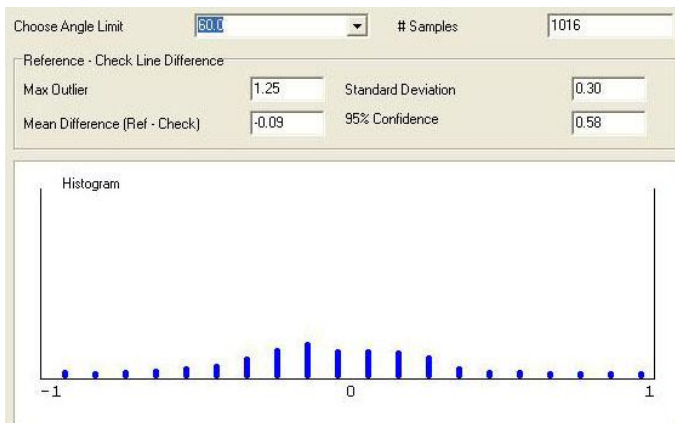 Choose Angle Limit 60.0 # Samples 1016
Reference - Check Line Difference
Max Outlier 1.25 Standard Deviation 0.30
Mean Difference (Ref - Check) -0.09 95% Confidence 0.58
Histogram
-1 0 1